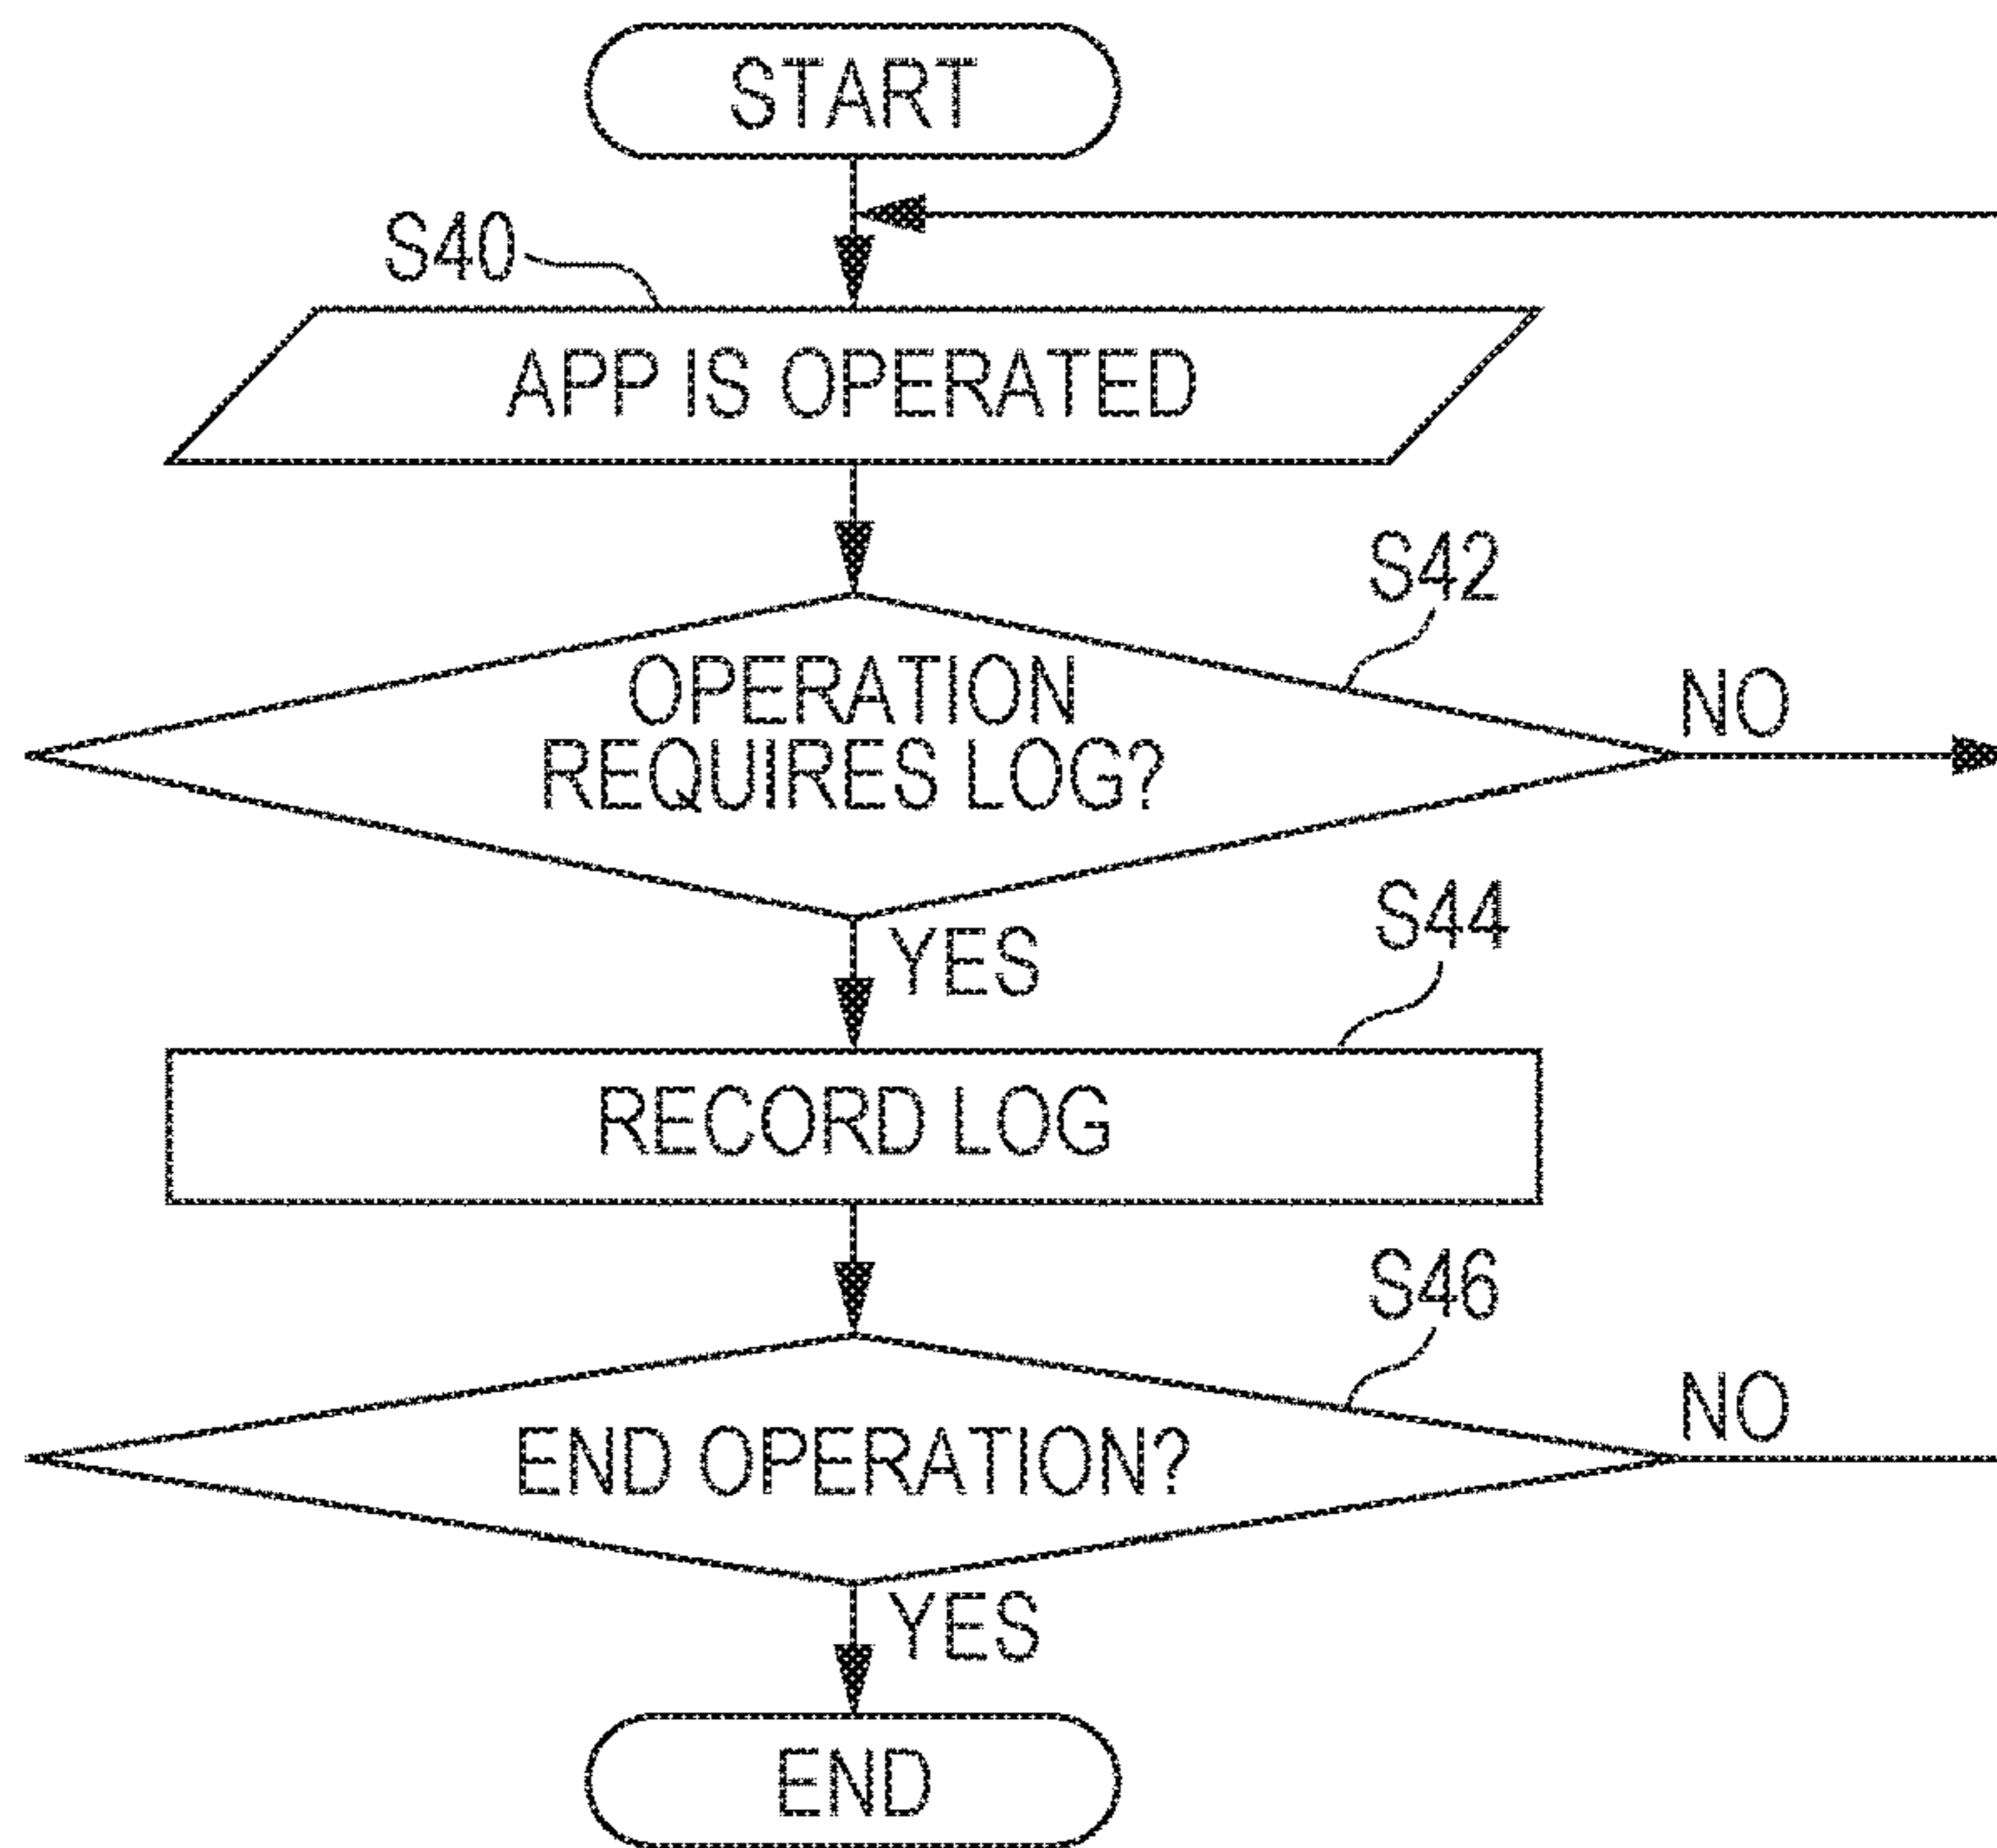 START
S40
APP IS OPERATED
S42
OPERATION
REQUIRES LOG?
NO
YES
S44
RECORD LOG
S46
END OPERATION?
NO
YES
END